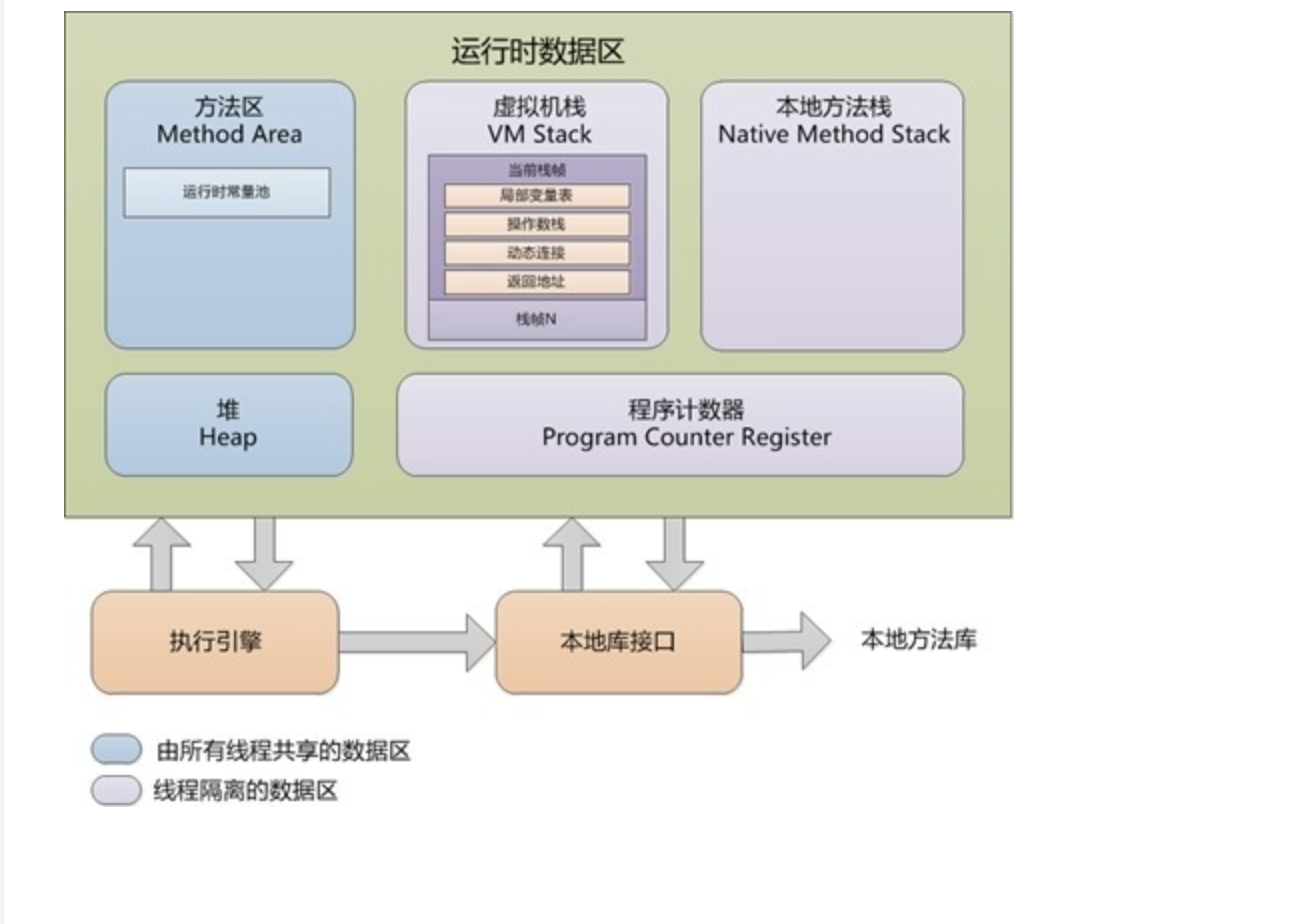 运行时数据区
方法区
Method Area
运行时常量池
虚拟机栈
VM Stack
当前栈帧
局部变量表
操作数栈
动态连接
返回地址
栈帧N
本地方法栈
Native Method Stack
堆
Heap
程序计数器
Program Counter Register
执行引擎
本地库接口
本地方法库
由所有线程共享的数据区
线程隔离的数据区